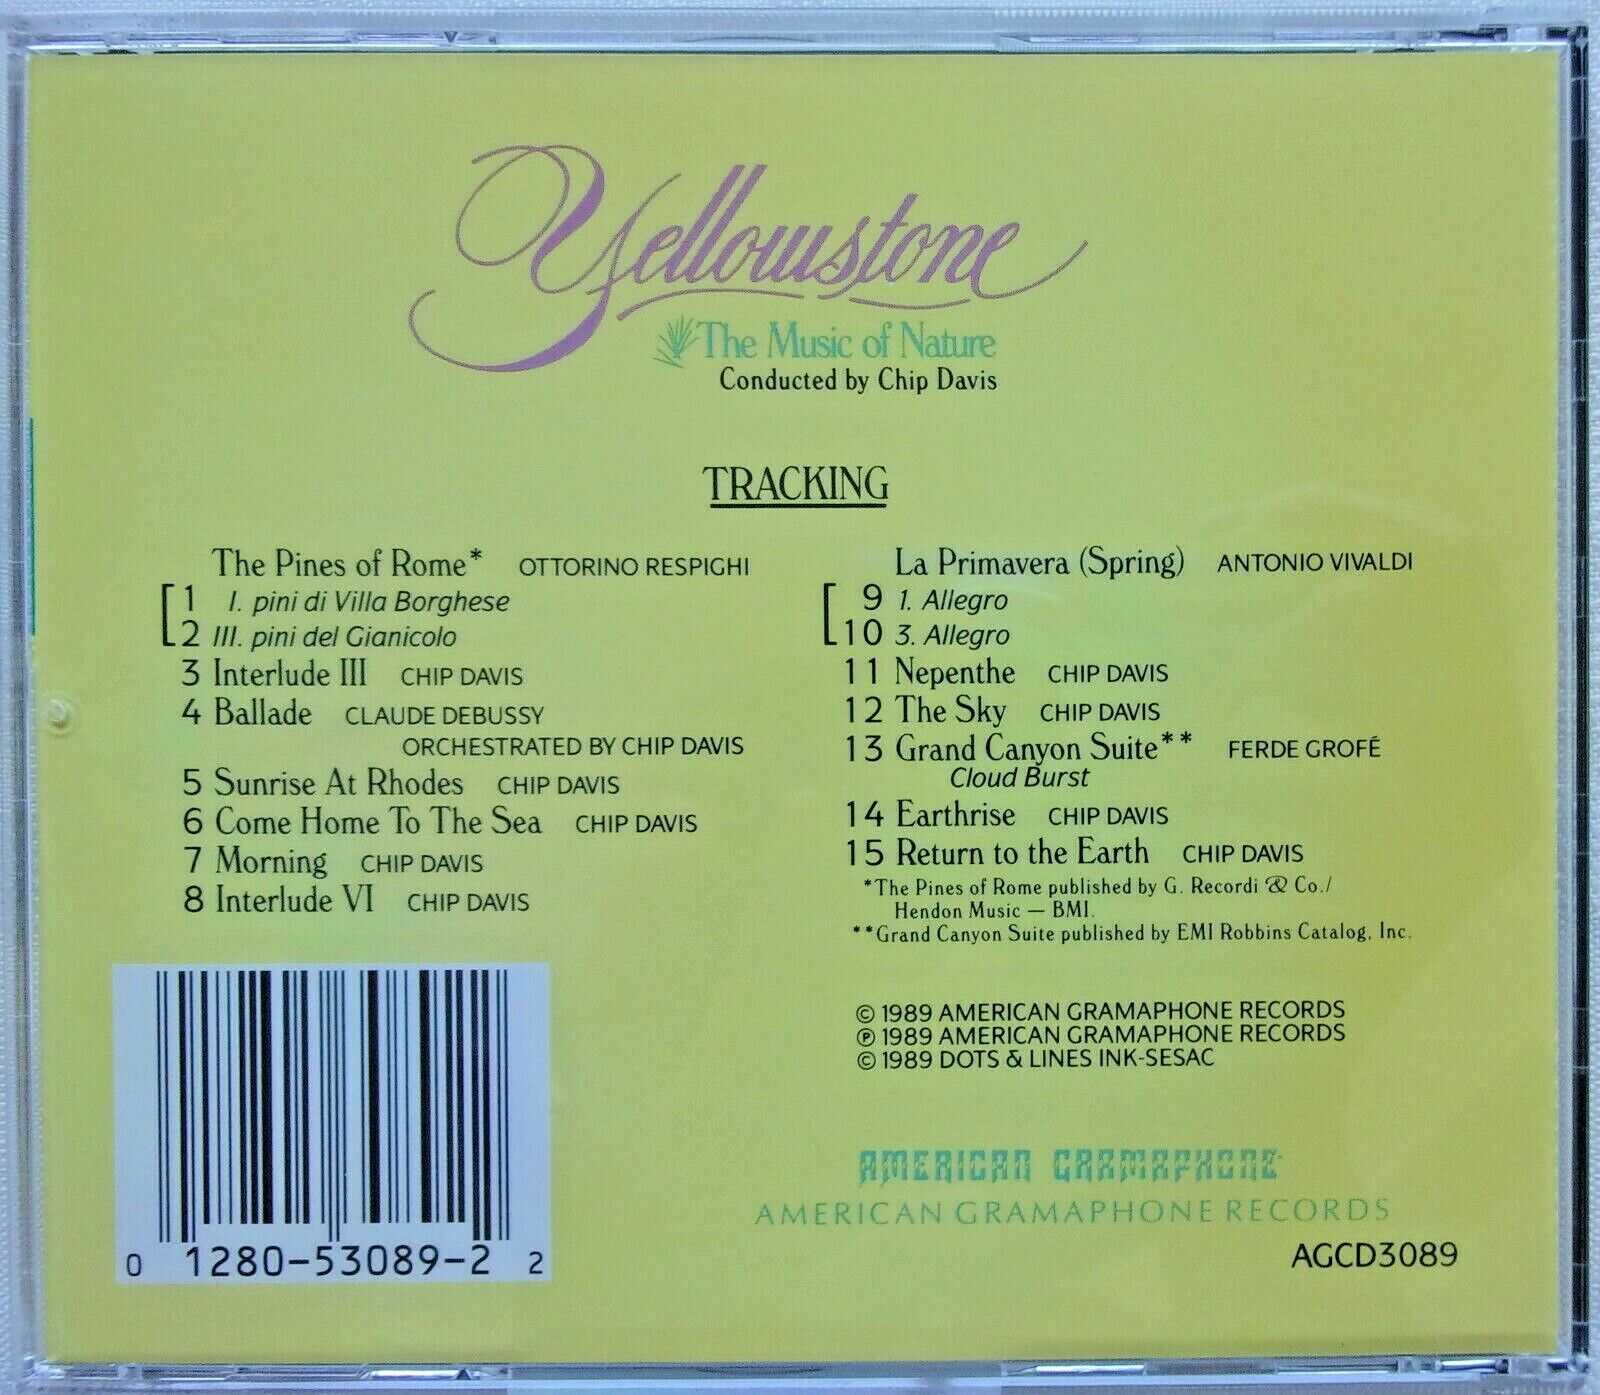 Yellowstone
The Music of Nature
Conducted by Chip Davis
TRACKING
The Pines of Rome* OTTORINO RESPIGHI
1 I. pini di Villa Borghese
2 III. pini del Gianicolo
3 Interlude III CHIP DAVIS
4 Ballade CLAUDE DEBUSSY
ORCHESTRATED BY CHIP DAVIS
5 Sunrise At Rhodes CHIP DAVIS
6 Come Home To The Sea CHIP DAVIS
7 Morning CHIP DAVIS
8 Interlude VI CHIP DAVIS
La Primavera (Spring) ANTONIO VIVALDI
9 1. Allegro
10 3. Allegro
11 Nepenthe CHIP DAVIS
12 The Sky CHIP DAVIS
13 Grand Canyon Suite** FERDE GROFÉ
Cloud Burst
14 Earthrise CHIP DAVIS
15 Return to the Earth CHIP DAVIS
*The Pines of Rome published by G. Recordi & Co./
Hendon Music — BMI.
**Grand Canyon Suite published by EMI Robbins Catalog, Inc.
© 1989 AMERICAN GRAMAPHONE RECORDS
℗ 1989 AMERICAN GRAMAPHONE RECORDS
© 1989 DOTS & LINES INK-SESAC
AMERICAN GRAMAPHONE
AMERICAN GRAMAPHONE RECORDS
AGCD3089
0 1280-53089-2 2